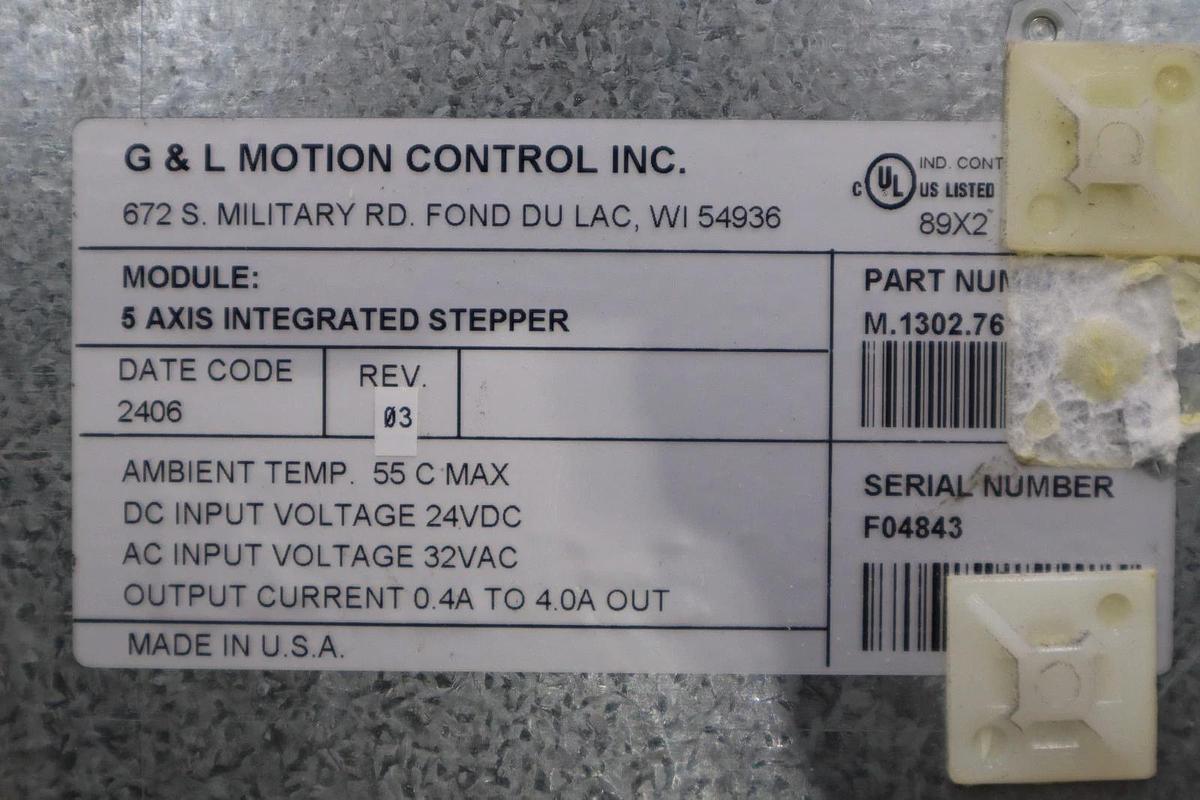 G & L MOTION CONTROL INC.
672 S. MILITARY RD. FOND DU LAC, WI 54936
C UL US LISTED
IND. CONT
89X2
MODULE:
5 AXIS INTEGRATED STEPPER
PART NUM
M.1302.76
DATE CODE
2406
REV.
03
AMBIENT TEMP. 55 C MAX
DC INPUT VOLTAGE 24VDC
AC INPUT VOLTAGE 32VAC
OUTPUT CURRENT 0.4A TO 4.0A OUT
SERIAL NUMBER
F04843
MADE IN U.S.A.